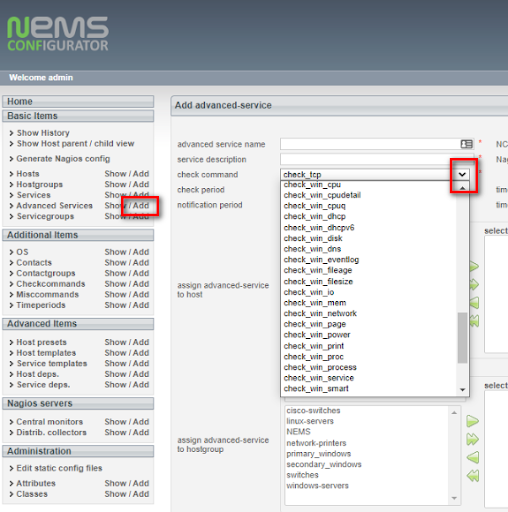 NEMS
CONFIGURATOR
Welcome admin
Home
Basic Items
Show History
Show Host parent / child view
Generate Nagios config
Hosts Show / Add
Hostgroups Show / Add
Services Show / Add
Advanced Services Show / Add
Servicegroups Show / Add
Additional Items
OS Show / Add
Contacts Show / Add
Contactgroups Show / Add
Checkcommands Show / Add
Misccommands Show / Add
Timeperiods Show / Add
Advanced Items
Host presets Show / Add
Host templates Show / Add
Service templates Show / Add
Host deps. Show / Add
Service deps. Show / Add
Nagios servers
Central monitors Show / Add
Distrib. collectors Show / Add
Administration
Edit static config files
Attributes Show / Add
Classes Show / Add
Add advanced-service
advanced service name * NC
service description * Nag
check command check_tcp *
check period tim
notification period tim
check_win_cpu
check_win_cpudetail
check_win_cpuq
check_win_dhcp
check_win_dhcpv6
check_win_disk
check_win_dns
check_win_eventlog
check_win_fileage
check_win_filesize
check_win_io
check_win_mem
check_win_network
check_win_page
check_win_power
check_win_print
check_win_proc
check_win_process
check_win_service
check_win_smart
select
assign advanced-service
to host
select
cisco-switches
linux-servers
NEMS
network-printers
primary_windows
secondary_windows
switches
windows-servers
assign advanced-service
to hostgroup